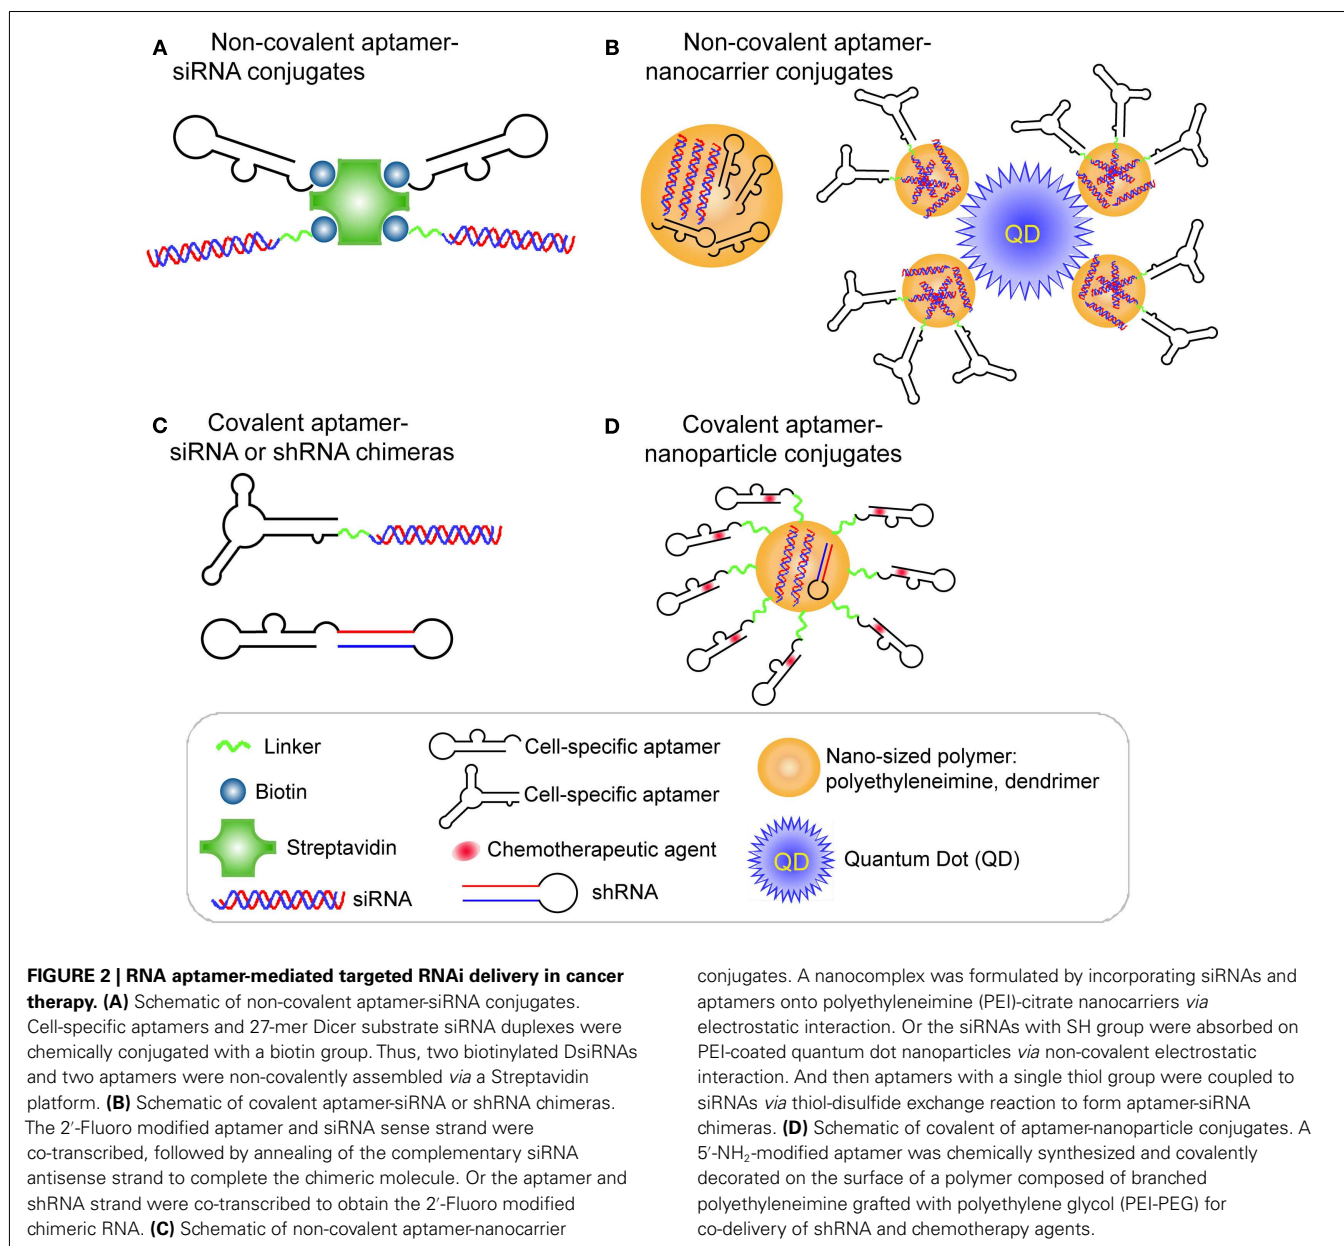 A Non-covalent aptamer-
siRNA conjugates
B Non-covalent aptamer-
nanocarrier conjugates
QD
C Covalent aptamer-
siRNA or shRNA chimeras
D Covalent aptamer-
nanoparticle conjugates
Linker
Biotin
Streptavidin
siRNA
Cell-specific aptamer
Cell-specific aptamer
Chemotherapeutic agent
shRNA
Nano-sized polymer:
polyethyleneimine, dendrimer
QD
Quantum Dot (QD)
FIGURE 2 | RNA aptamer-mediated targeted RNAi delivery in cancer
therapy. (A) Schematic of non-covalent aptamer-siRNA conjugates.
Cell-specific aptamers and 27-mer Dicer substrate siRNA duplexes were
chemically conjugated with a biotin group. Thus, two biotinylated DsiRNAs
and two aptamers were non-covalently assembled via a Streptavidin
platform. (B) Schematic of covalent aptamer-siRNA or shRNA chimeras.
The 2′-Fluoro modified aptamer and siRNA sense strand were
co-transcribed, followed by annealing of the complementary siRNA
antisense strand to complete the chimeric molecule. Or the aptamer and
shRNA strand were co-transcribed to obtain the 2′-Fluoro modified
chimeric RNA. (C) Schematic of non-covalent aptamer-nanocarrier
conjugates. A nanocomplex was formulated by incorporating siRNAs and
aptamers onto polyethyleneimine (PEI)-citrate nanocarriers via
electrostatic interaction. Or the siRNAs with SH group were absorbed on
PEI-coated quantum dot nanoparticles via non-covalent electrostatic
interaction. And then aptamers with a single thiol group were coupled to
siRNAs via thiol-disulfide exchange reaction to form aptamer-siRNA
chimeras. (D) Schematic of covalent of aptamer-nanoparticle conjugates. A
5′-NH₂-modified aptamer was chemically synthesized and covalently
decorated on the surface of a polymer composed of branched
polyethyleneimine grafted with polyethylene glycol (PEI-PEG) for
co-delivery of shRNA and chemotherapy agents.